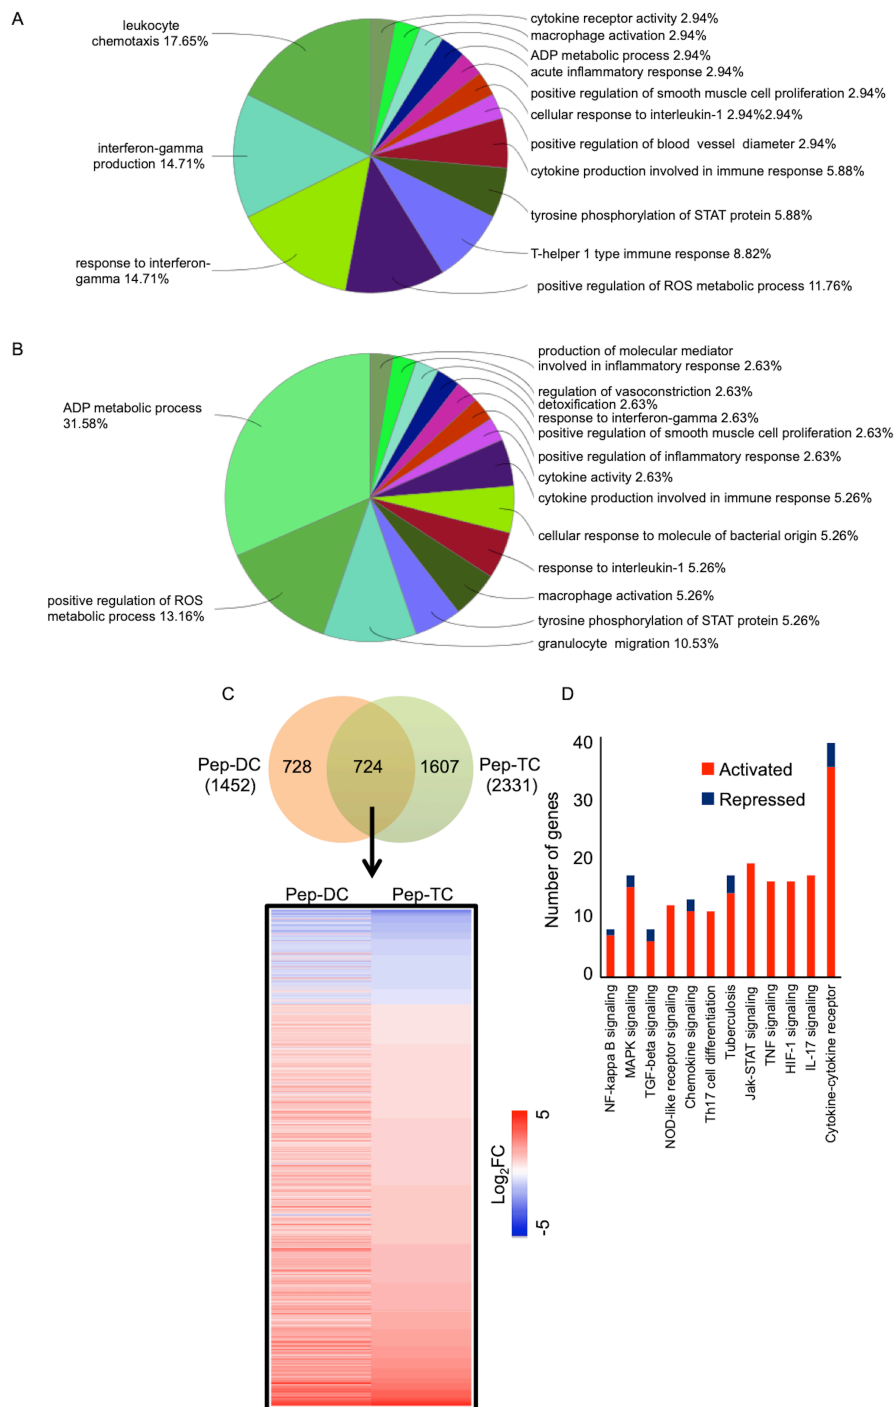 A
leukocyte
chemotaxis 17.65%
interferon-gamma
production 14.71%
response to interferon-
gamma 14.71%
cytokine receptor activity 2.94%
macrophage activation 2.94%
ADP metabolic process 2.94%
acute inflammatory response 2.94%
positive regulation of smooth muscle cell proliferation 2.94%
cellular response to interleukin-1 2.94%2.94%
positive regulation of blood vessel diameter 2.94%
cytokine production involved in immune response 5.88%
tyrosine phosphorylation of STAT protein 5.88%
T-helper 1 type immune response 8.82%
positive regulation of ROS metabolic process 11.76%
B
ADP metabolic process
31.58%
positive regulation of ROS
metabolic process 13.16%
production of molecular mediator
involved in inflammatory response 2.63%
regulation of vasoconstriction 2.63%
detoxification 2.63%
response to interferon-gamma 2.63%
positive regulation of smooth muscle cell proliferation 2.63%
positive regulation of inflammatory response 2.63%
cytokine activity 2.63%
cytokine production involved in immune response 5.26%
cellular response to molecule of bacterial origin 5.26%
response to interleukin-1 5.26%
macrophage activation 5.26%
tyrosine phosphorylation of STAT protein 5.26%
granulocyte migration 10.53%
C
Pep-DC
(1452)
728
724
1607
Pep-TC
(2331)
Pep-DC
Pep-TC
Log2FC
5
-5
D
Number of genes
40
30
20
10
0
Activated
Repressed
NF-kappa B signaling
MAPK signaling
TGF-beta signaling
NOD-like receptor signaling
Chemokine signaling
Th17 cell differentiation
Tuberculosis
Jak-STAT signaling
TNF signaling
HIF-1 signaling
IL-17 signaling
Cytokine-cytokine receptor